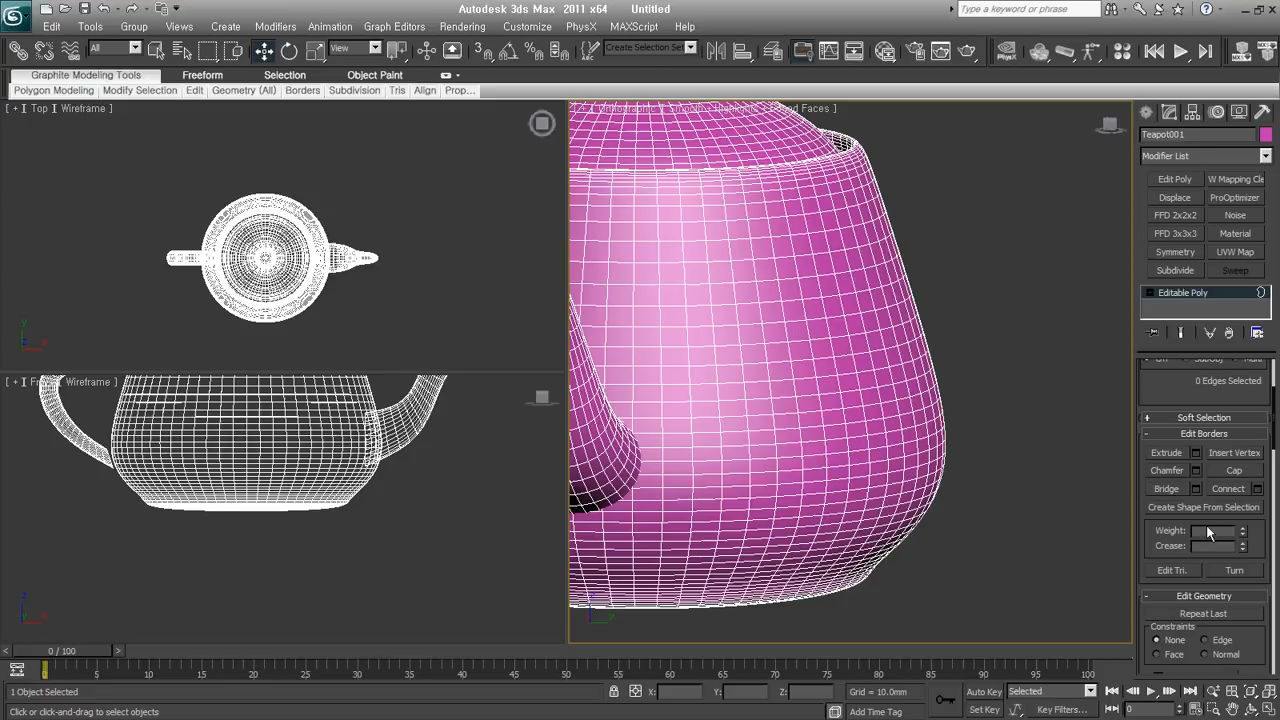 Autodesk 3ds Max 2011 x64 Untitled
Type a keyword or phrase
Edit Tools Group Views Create Modifiers Animation Graph Editors Rendering Customize PhysX MAXScript Help
All View Create Selection Set
Graphite Modeling Tools Freeform Selection Object Paint
Polygon Modeling Modify Selection Edit Geometry (All) Borders Subdivision Tris Align Prop...
[ + ] [ Top ] [ Wireframe ]
Teapot001
Modifier List
Edit Poly W Mapping Cle
Displace ProOptimizer
FFD 2x2x2 Noise
FFD 3x3x3 Material
Symmetry UVW Map
Subdivide Sweep
Editable Poly
0 Edges Selected
+ Soft Selection
- Edit Borders
Extrude Insert Vertex
Chamfer Cap
Bridge Connect
Create Shape From Selection
Weight:
Crease:
Edit Tri. Turn
- Edit Geometry
Repeat Last
Constraints
None Edge
Face Normal
0 / 100
0 5 10 15 20 25 30 35 40 45 50 55 60 65 70 75 80 85 90 95 100
1 Object Selected X: Y: Z: Grid = 10.0mm Auto Key Selected
Click or click-and-drag to select objects Add Time Tag Set Key Key Filters... 0